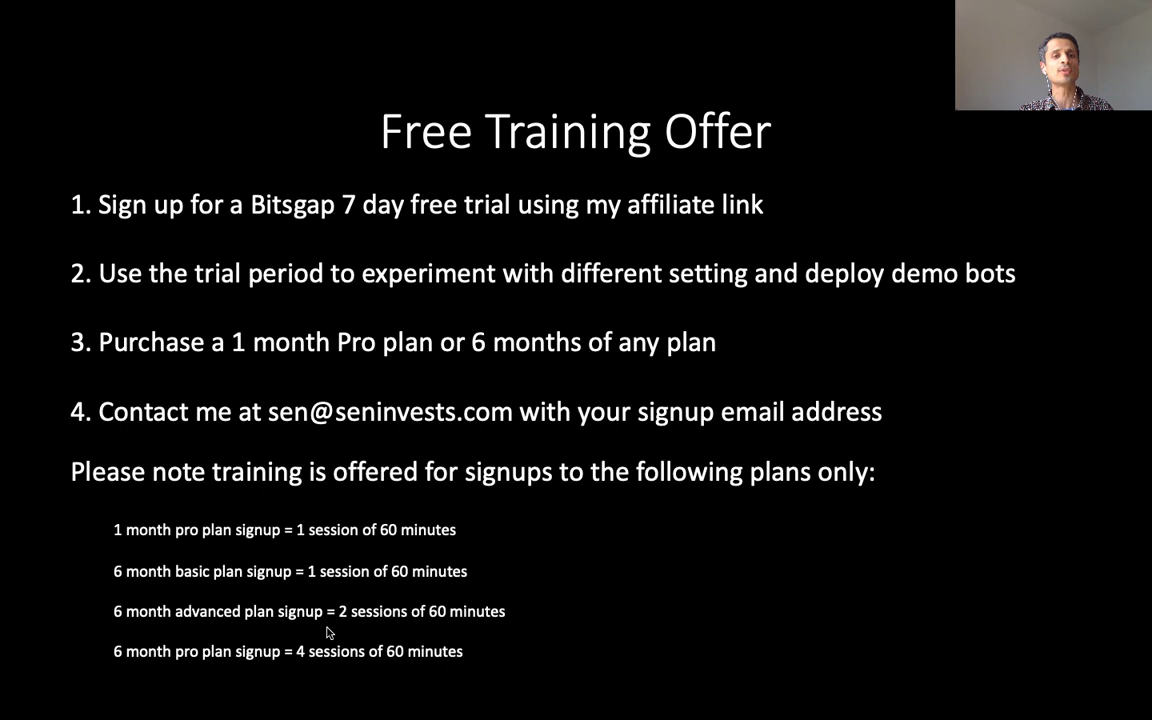 Free Training Offer
1. Sign up for a Bitsgap 7 day free trial using my affiliate link
2. Use the trial period to experiment with different setting and deploy demo bots
3. Purchase a 1 month Pro plan or 6 months of any plan
4. Contact me at sen@seninvests.com with your signup email address
Please note training is offered for signups to the following plans only:
1 month pro plan signup = 1 session of 60 minutes
6 month basic plan signup = 1 session of 60 minutes
6 month advanced plan signup = 2 sessions of 60 minutes
6 month pro plan signup = 4 sessions of 60 minutes